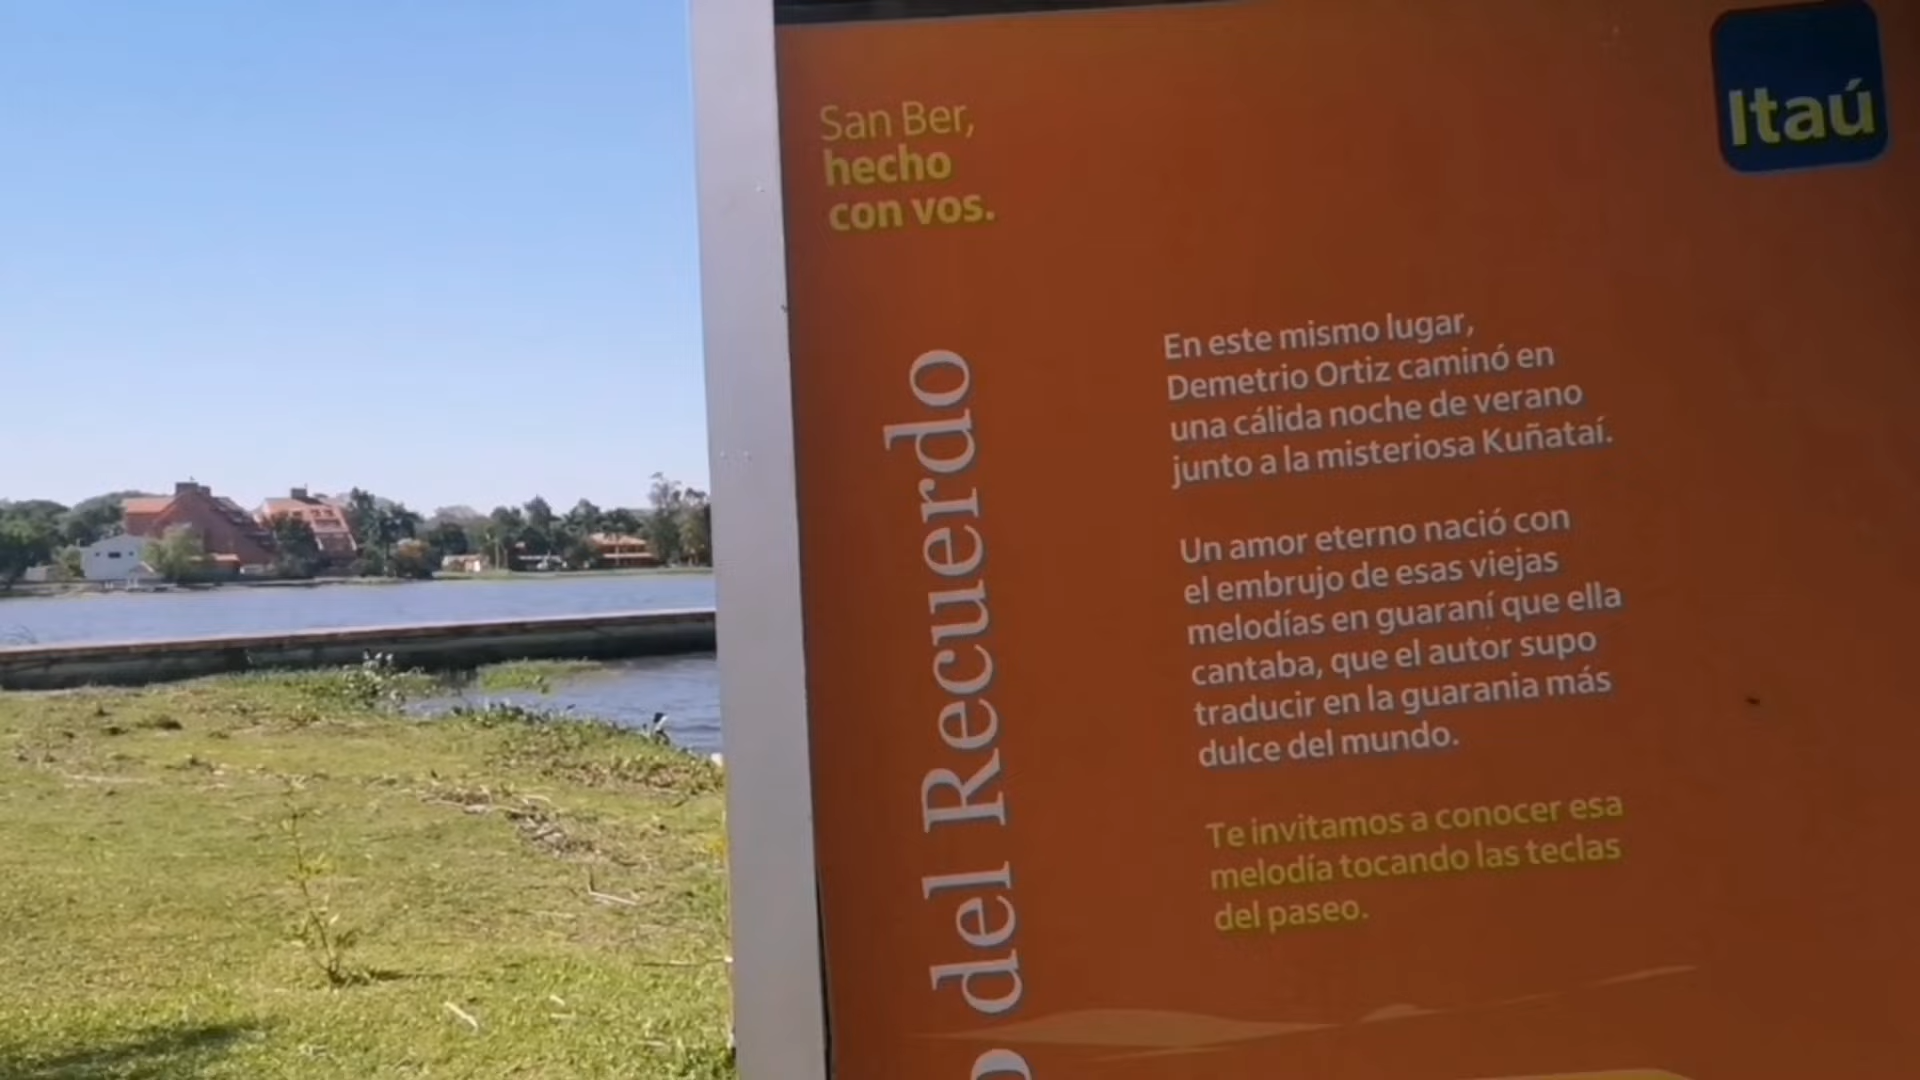 San Ber,
hecho
con vos.
Itaú
del Recuerdo
En este mismo lugar,
Demetrio Ortiz caminó en
una cálida noche de verano
junto a la misteriosa Kuñataí.
Un amor eterno nació con
el embrujo de esas viejas
melodías en guaraní que ella
cantaba, que el autor supo
traducir en la guarania más
dulce del mundo.
Te invitamos a conocer esa
melodía tocando las teclas
del paseo.